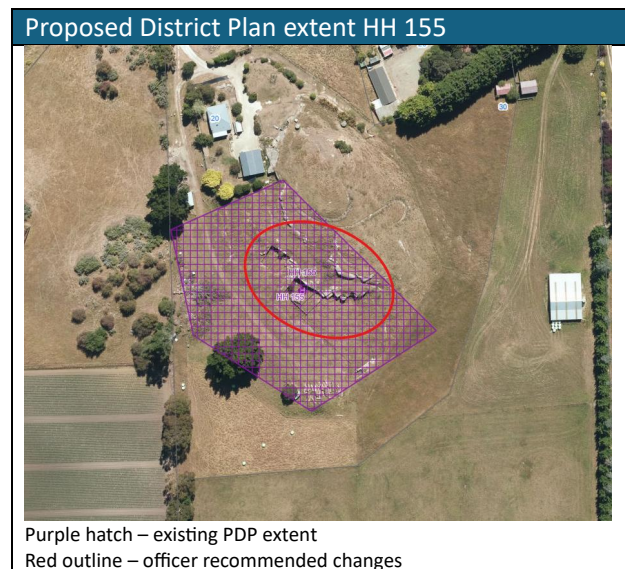 Proposed District Plan extent HH 155
20
30
HH 155
HH 155
Purple hatch – existing PDP extent
Red outline – officer recommended changes